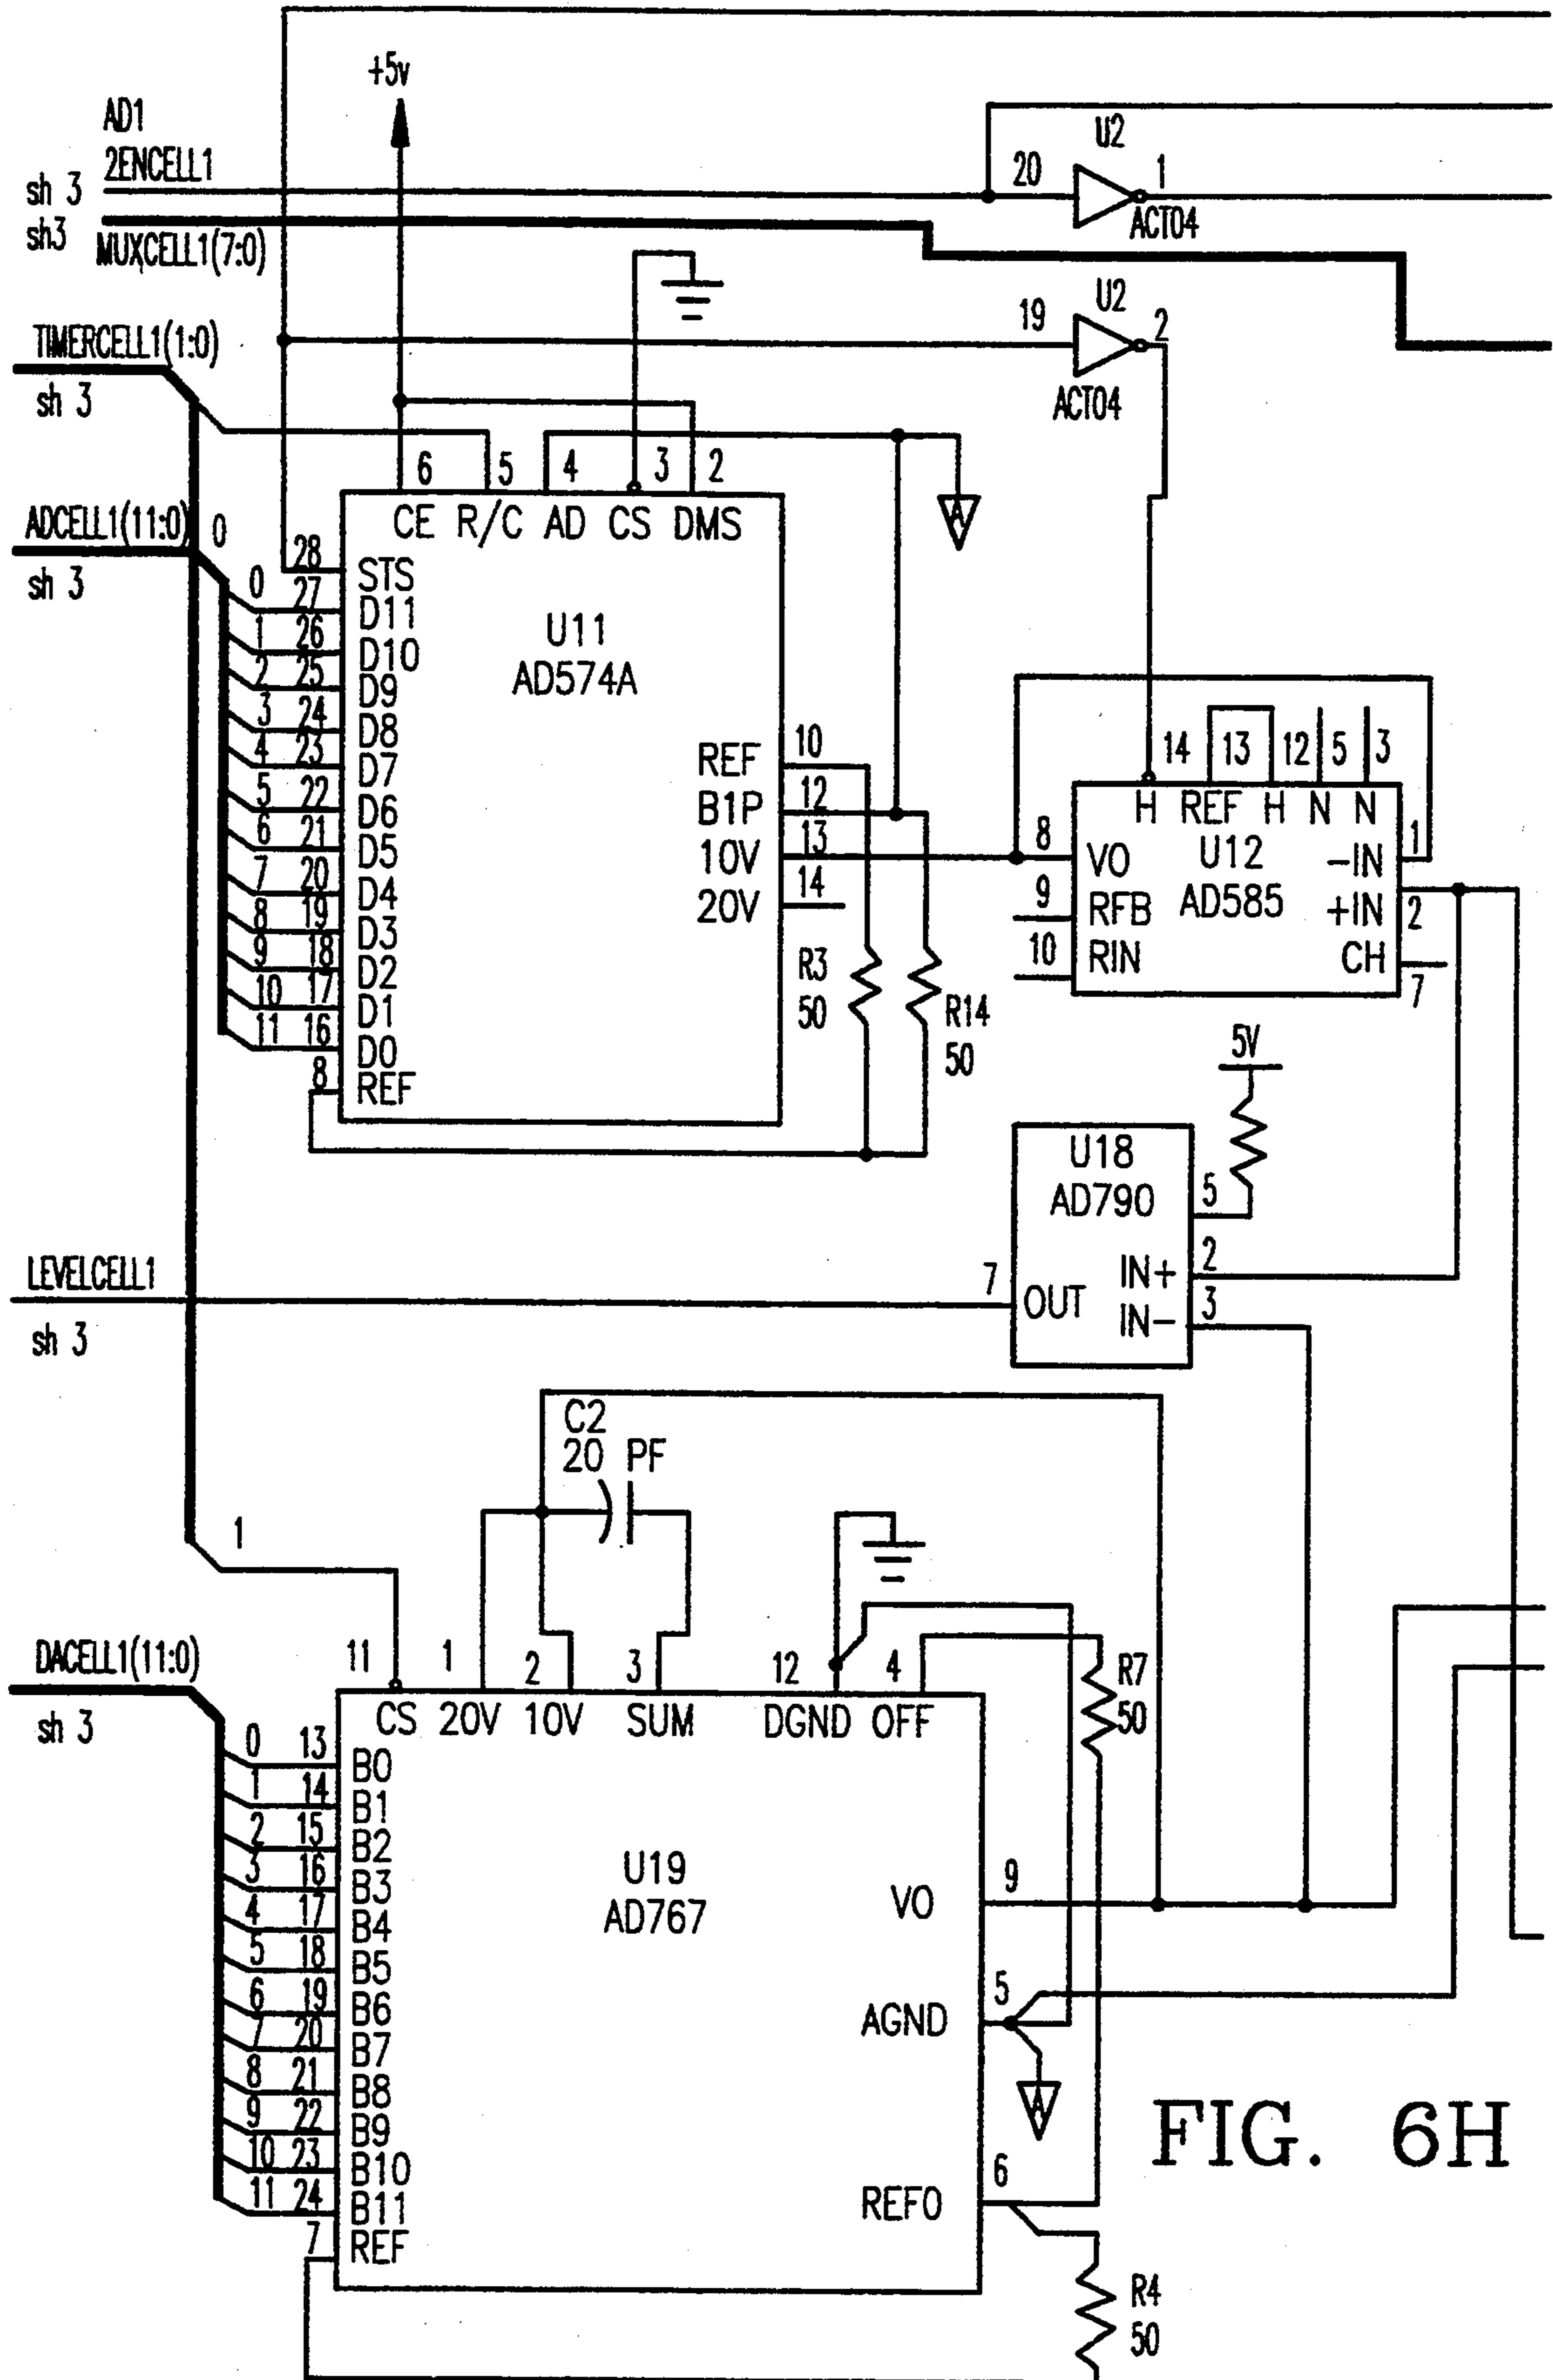 +5v
AD1
2ENCELL1
sh 3
20
U2
1
ACT04
sh3
MUXCELL1(7:0)
TIMERCELL1(1:0)
sh 3
19
U2
2
ACT04
6 5 4 3 2
CE R/C AD CS DMS
A
ADCELL1(11:0)
0
sh 3
28 STS
0 27 D11
1 26 D10
2 25 D9
3 24 D8
4 23 D7
5 22 D6
6 21 D5
7 20 D4
8 19 D3
9 18 D2
10 17 D1
11 16 D0
8 REF
U11
AD574A
REF 10
B1P 12
10V 13
20V 14
R3
50
R14
50
14 13 12 5 3
H REF H N N
8 VO
9 RFB
10 RIN
U12
AD585
-IN 1
+IN 2
CH 7
5V
U18
AD790
5
IN+ 2
IN- 3
7 OUT
LEVELCELL1
sh 3
C2
20 PF
1
DACELL1(11:0)
sh 3
11 1 2 3 12 4
CS 20V 10V SUM DGND OFF
R7
50
0 13 B0
1 14 B1
2 15 B2
3 16 B3
4 17 B4
5 18 B5
6 19 B6
7 20 B7
8 21 B8
9 22 B9
10 23 B10
11 24 B11
7 REF
U19
AD767
VO 9
AGND 5
A
REFO 6
R4
50
FIG. 6H